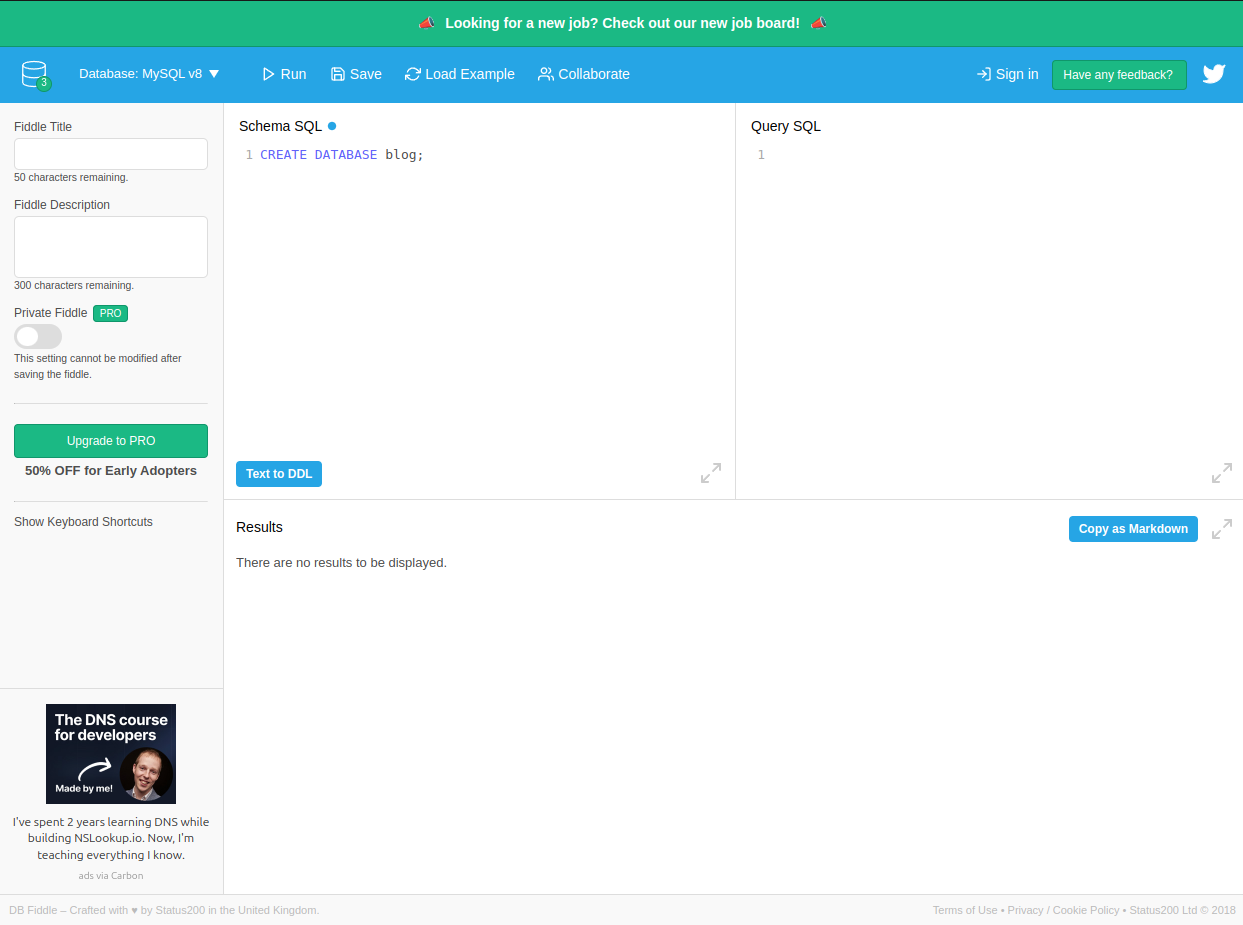 Looking for a new job? Check out our new job board!
3
Database: MySQL v8 ▼
Run
Save
Load Example
Collaborate
Sign in
Have any feedback?
Fiddle Title
50 characters remaining.
Fiddle Description
300 characters remaining.
Private Fiddle PRO
This setting cannot be modified after
saving the fiddle.
Upgrade to PRO
50% OFF for Early Adopters
Show Keyboard Shortcuts
The DNS course
for developers
Made by me!
I've spent 2 years learning DNS while
building NSLookup.io. Now, I'm
teaching everything I know.
ads via Carbon
Schema SQL
1 CREATE DATABASE blog;
Text to DDL
Query SQL
1
Results
Copy as Markdown
There are no results to be displayed.
DB Fiddle – Crafted with ♥ by Status200 in the United Kingdom.
Terms of Use • Privacy / Cookie Policy • Status200 Ltd © 2018